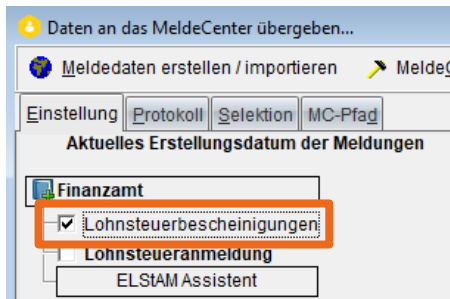 Daten an das MeldeCenter übergeben...
Meldedaten erstellen / importieren Melde
Einstellung Protokoll Selektion MC-Pfad
Aktuelles Erstellungsdatum der Meldungen
Finanzamt
Lohnsteuerbescheinigungen
Lohnsteueranmeldung
ELStAM Assistent